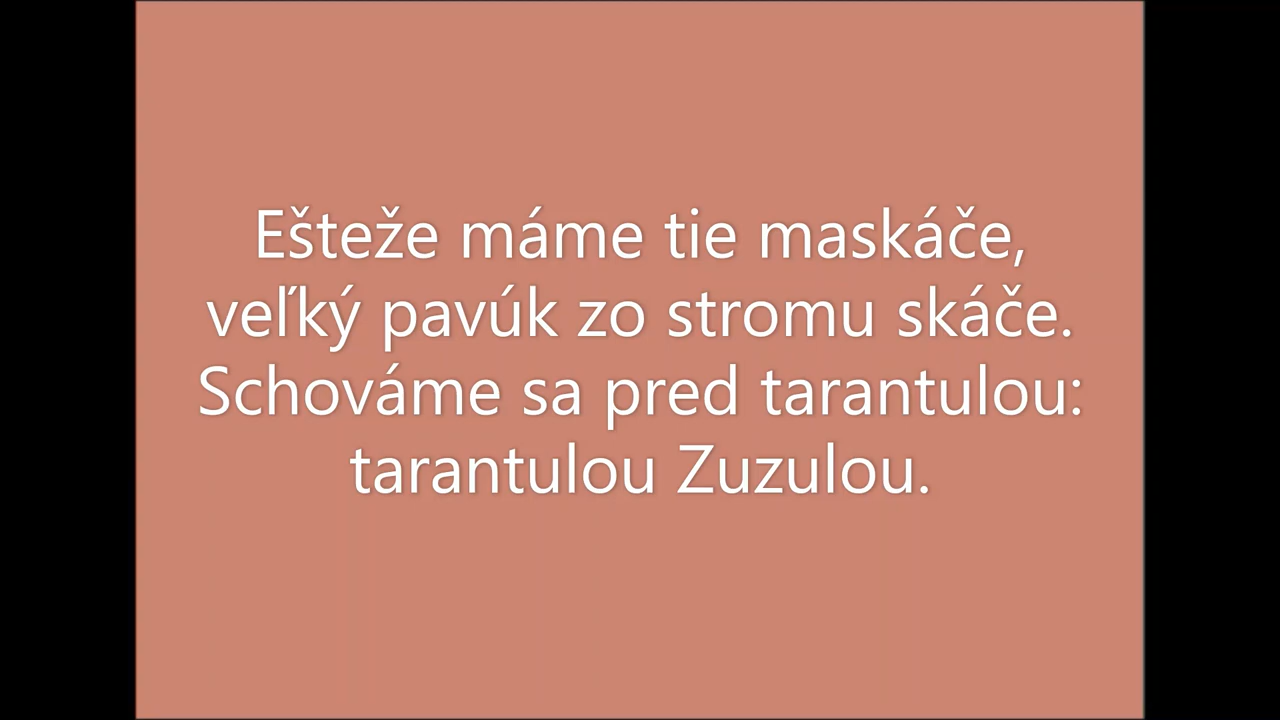 Ešteže máme tie maskáče,
veľký pavúk zo stromu skáče.
Schováme sa pred tarantulou:
tarantulou Zuzulou.